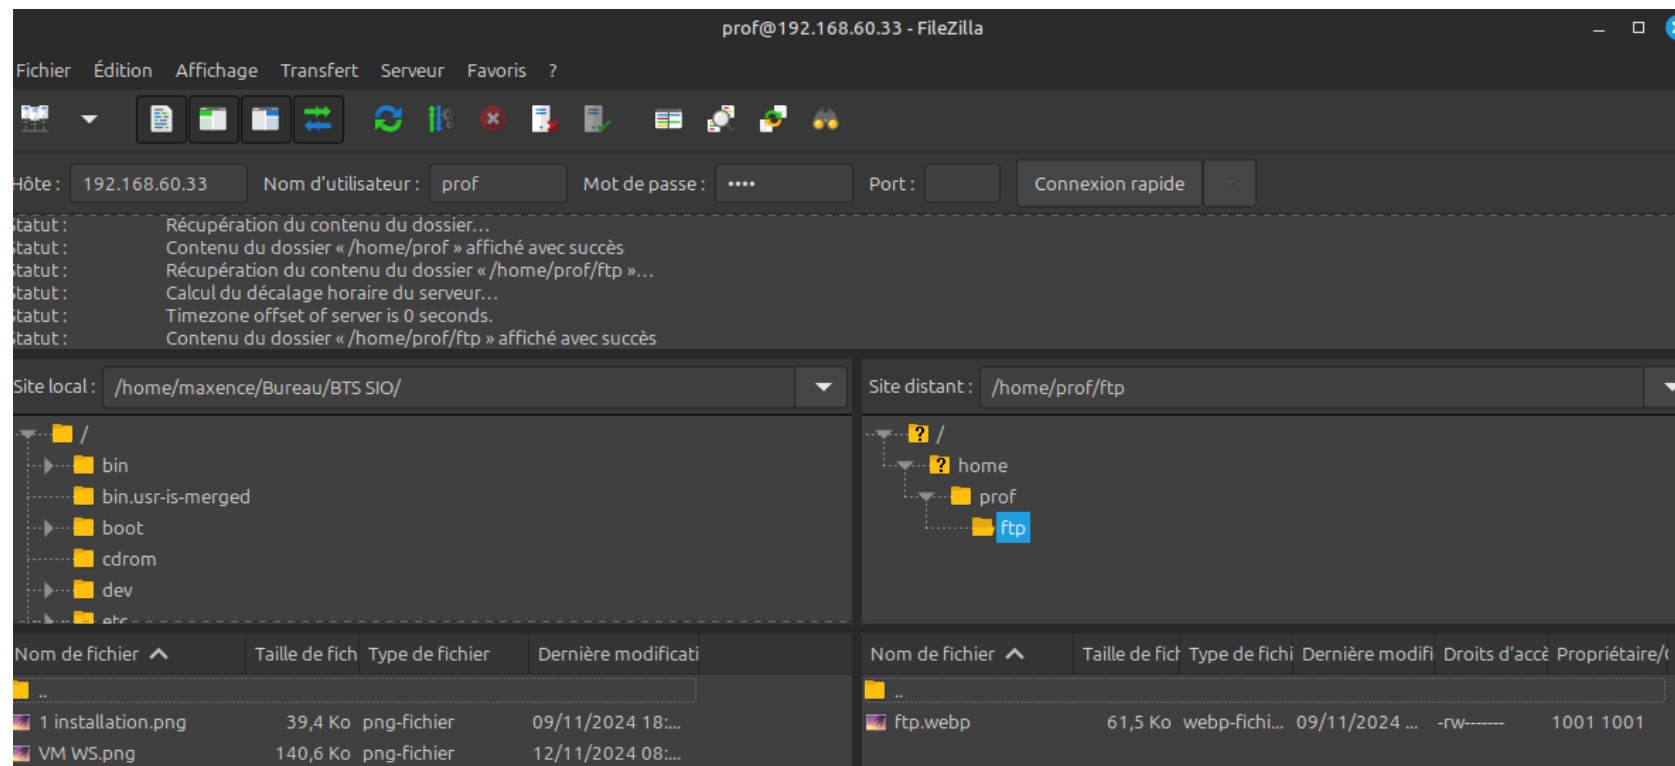 prof@192.168.60.33 - FileZilla
Fichier Édition Affichage Transfert Serveur Favoris ?
Hôte : 192.168.60.33 Nom d'utilisateur : prof Mot de passe : •••• Port : Connexion rapide
Statut : Récupération du contenu du dossier...
Statut : Contenu du dossier « /home/prof » affiché avec succès
Statut : Récupération du contenu du dossier « /home/prof/ftp »...
Statut : Calcul du décalage horaire du serveur...
Statut : Timezone offset of server is 0 seconds.
Statut : Contenu du dossier « /home/prof/ftp » affiché avec succès
Site local : /home/maxence/Bureau/BTS SIO/
/
bin
bin.usr-is-merged
boot
cdrom
dev
etc
Site distant : /home/prof/ftp
? /
? home
prof
ftp
Nom de fichier Taille de fich Type de fichier Dernière modificati
..
1 installation.png 39,4 Ko png-fichier 09/11/2024 18:...
VM WS.png 140,6 Ko png-fichier 12/11/2024 08:...
Nom de fichier Taille de fich Type de fichi Dernière modifi Droits d'accè Propriétaire/
..
ftp.webp 61,5 Ko webp-fichi... 09/11/2024 ... -rw------- 1001 1001